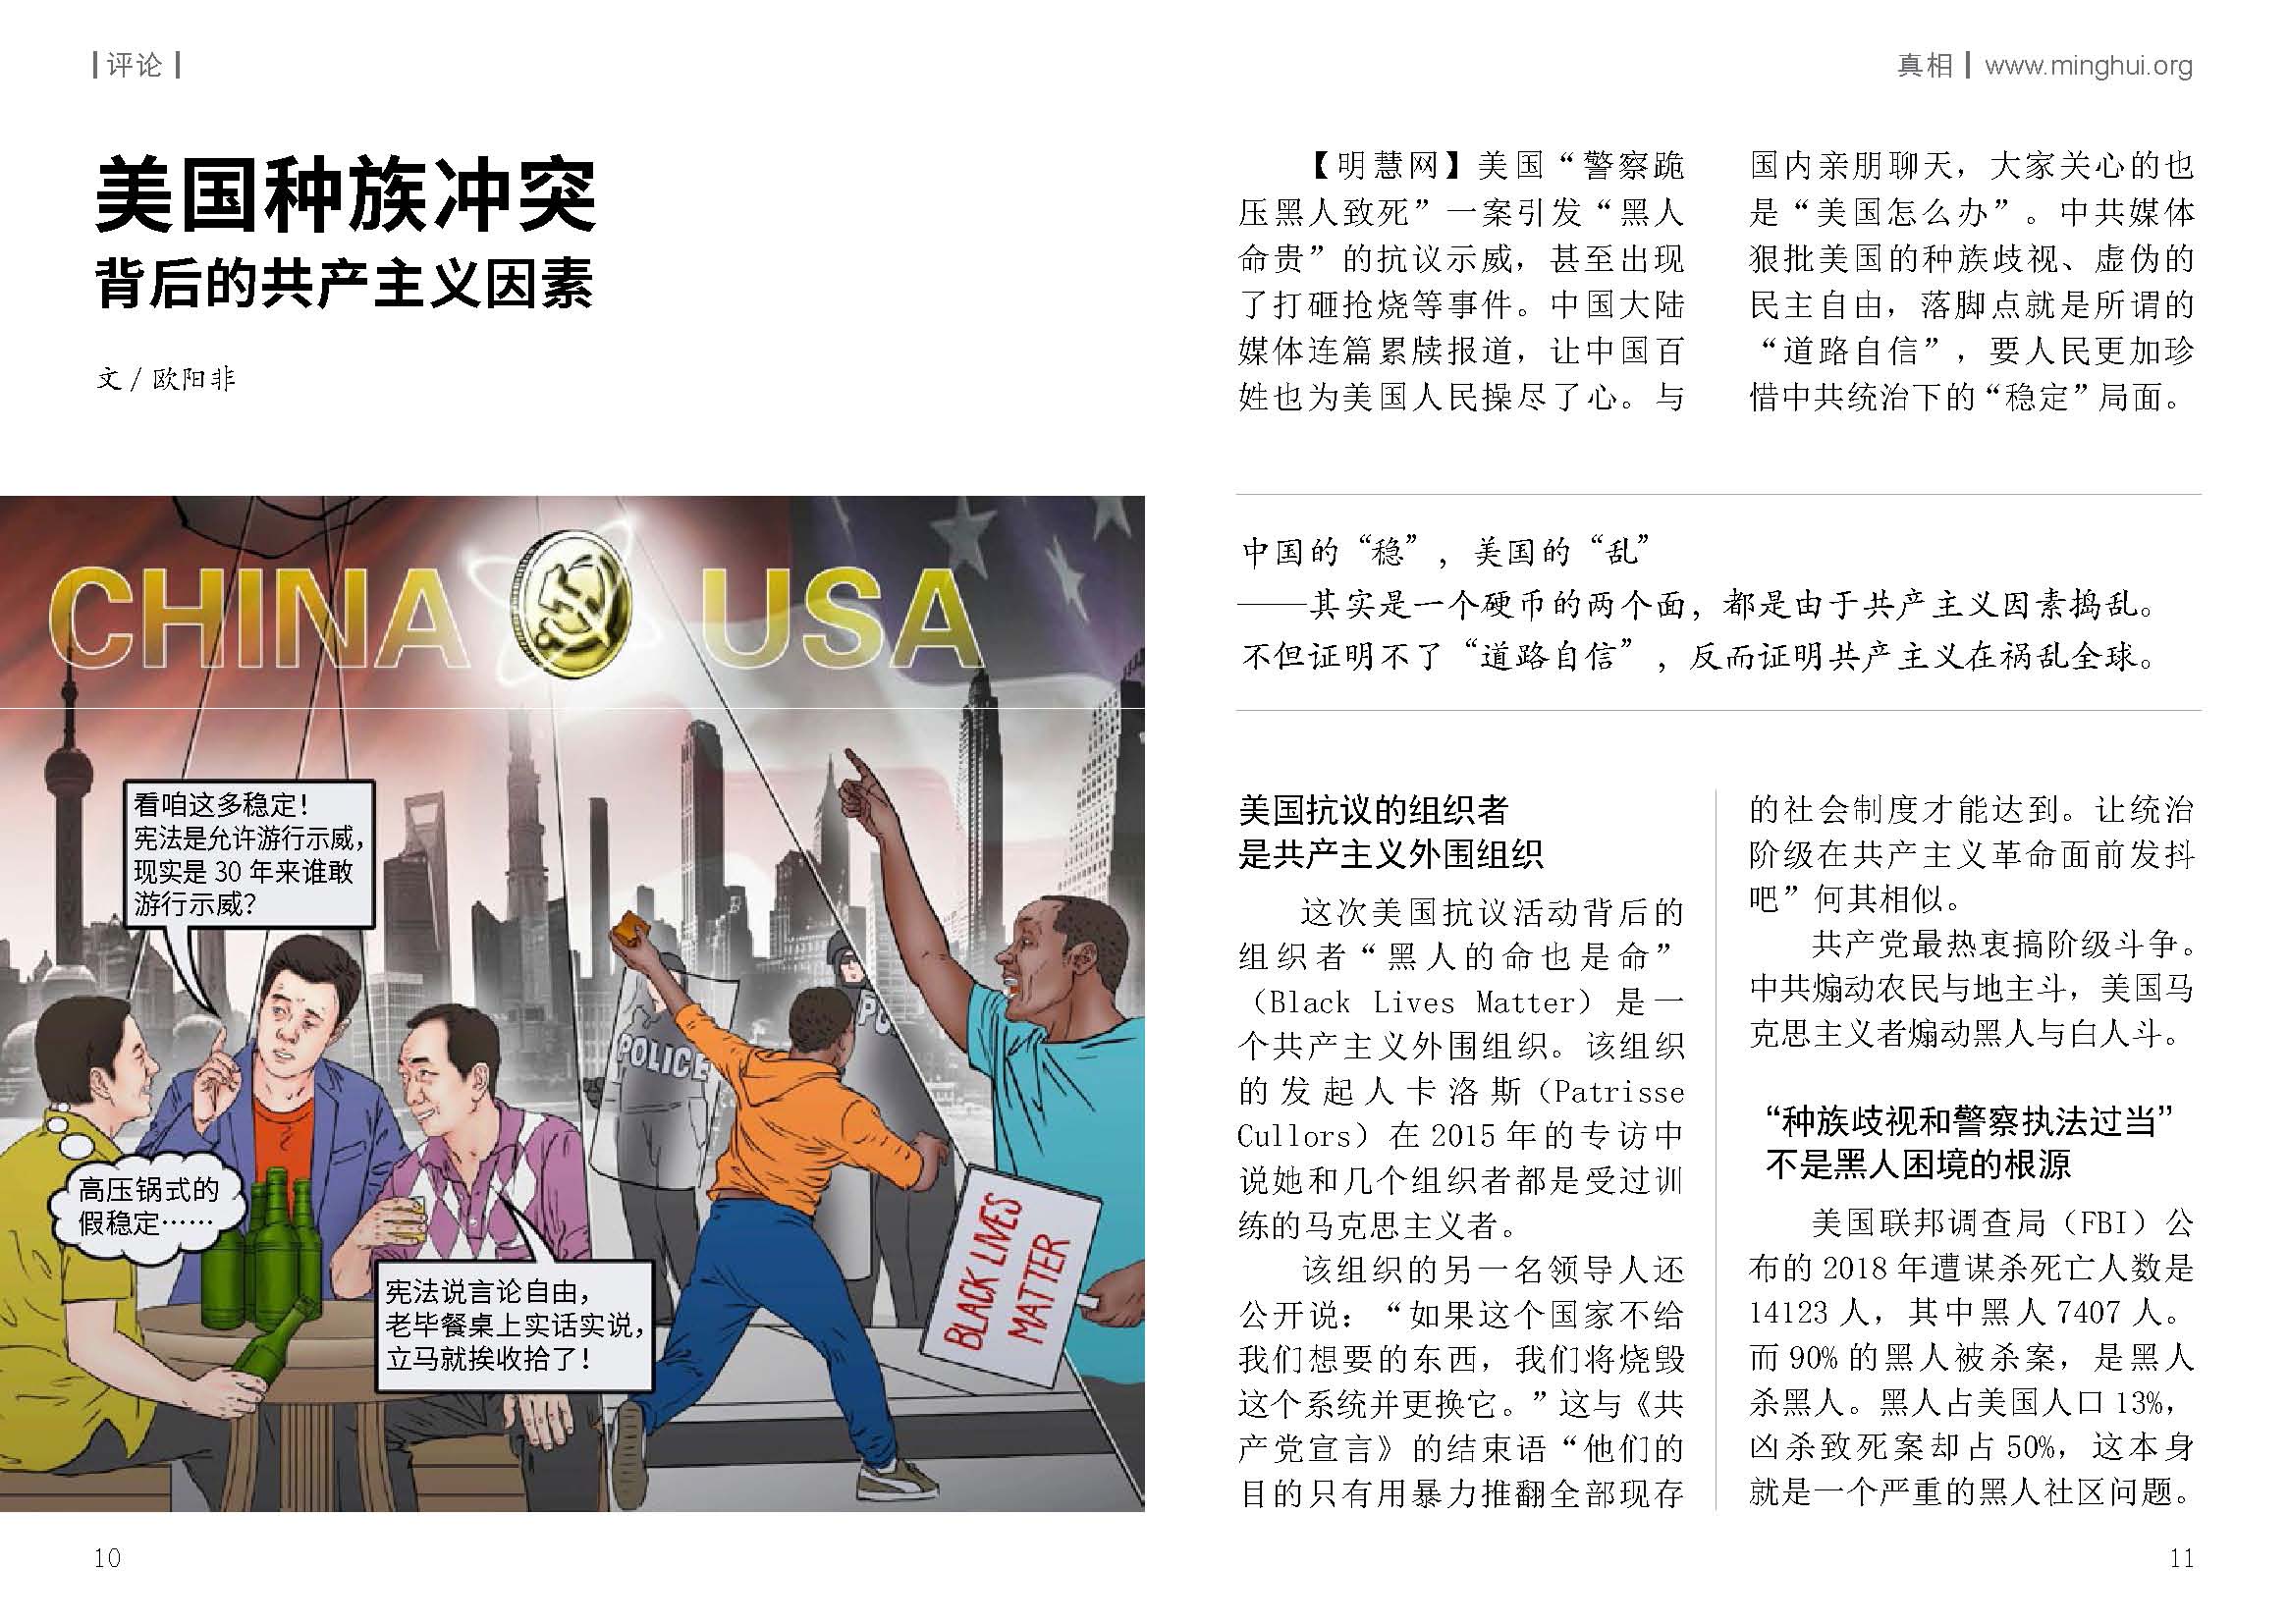 评论
美国种族冲突
背后的共产主义因素
文 / 欧阳非
CHINA USA
看咱这多稳定！
宪法是允许游行示威，
现实是 30 年来谁敢
游行示威？
高压锅式的
假稳定……
宪法说言论自由，
老毕餐桌上实话实说，
立马就挨收拾了！
POLICE
PO
BLACK LIVES
MATTER
10
真相 www.minghui.org
【明慧网】美国“警察跪
压黑人致死”一案引发“黑人
命贵”的抗议示威，甚至出现
了打砸抢烧等事件。中国大陆
媒体连篇累牍报道，让中国百
姓也为美国人民操尽了心。与
国内亲朋聊天，大家关心的也
是“美国怎么办”。中共媒体
狠批美国的种族歧视、虚伪的
民主自由，落脚点就是所谓的
“道路自信”，要人民更加珍
惜中共统治下的“稳定”局面。
中国的“稳”，美国的“乱”
——其实是一个硬币的两个面，都是由于共产主义因素捣乱。
不但证明不了“道路自信”，反而证明共产主义在祸乱全球。
美国抗议的组织者
是共产主义外围组织
这次美国抗议活动背后的
组织者“黑人的命也是命”
（Black Lives Matter）是一
个共产主义外围组织。该组织
的发起人卡洛斯（Patrisse
Cullors）在 2015 年的专访中
说她和几个组织者都是受过训
练的马克思主义者。
该组织的另一名领导人还
公开说：“如果这个国家不给
我们想要的东西，我们将烧毁
这个系统并更换它。”这与《共
产党宣言》的结束语“他们的
目的只有用暴力推翻全部现存
的社会制度才能达到。让统治
阶级在共产主义革命面前发抖
吧”何其相似。
共产党最热衷搞阶级斗争。
中共煽动农民与地主斗，美国马
克思主义者煽动黑人与白人斗。
“种族歧视和警察执法过当”
不是黑人困境的根源
美国联邦调查局（FBI）公
布的 2018 年遭谋杀死亡人数是
14123 人，其中黑人 7407 人。
而 90% 的黑人被杀案，是黑人
杀黑人。黑人占美国人口 13%，
凶杀致死案却占 50%，这本身
就是一个严重的黑人社区问题。
11